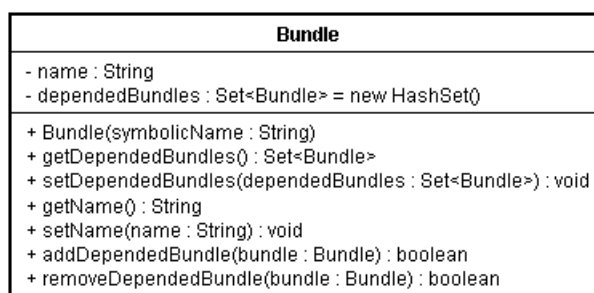 Bundle
- name : String
- dependedBundles : Set<Bundle> = new HashSet()
+ Bundle(symbolicName : String)
+ getDependedBundles() : Set<Bundle>
+ setDependedBundles(dependedBundles : Set<Bundle>) : void
+ getName() : String
+ setName(name : String) : void
+ addDependedBundle(bundle : Bundle) : boolean
+ removeDependedBundle(bundle : Bundle) : boolean